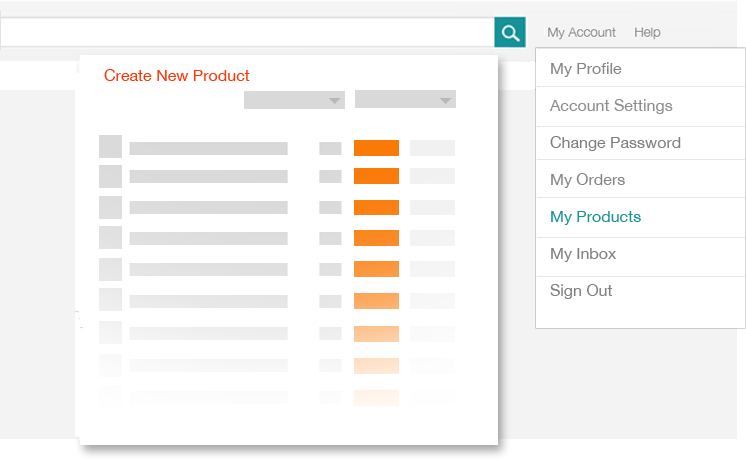 My Account
Help
Create New Product
My Profile
Account Settings
Change Password
My Orders
My Products
My Inbox
Sign Out